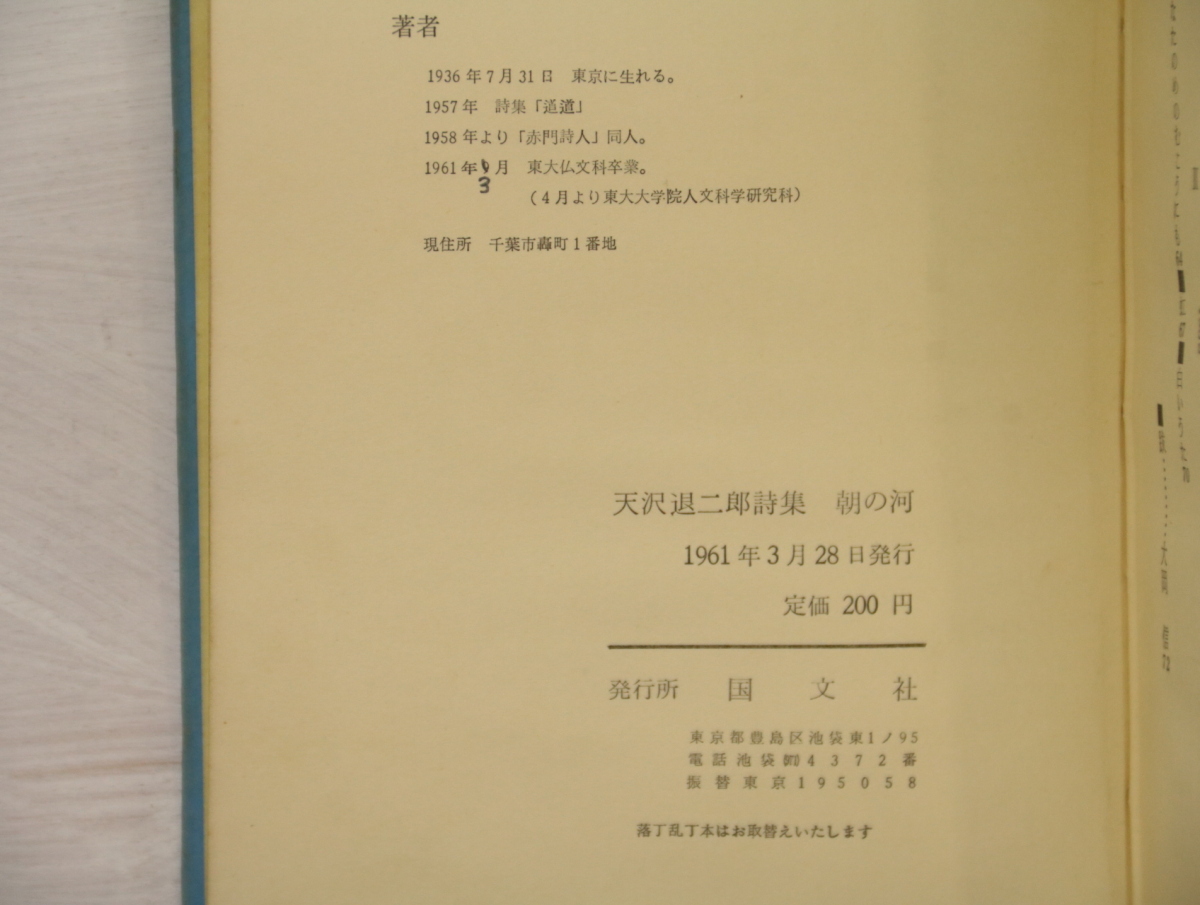 著者
1936年7月31日 東京に生れる。
1957年 詩集「道道」
1958年より「赤門詩人」同人。
1961年9月 東大仏文科卒業。
3
(4月より東大大学院人文科学研究科)
現住所 千葉市轟町1番地
天沢退二郎詩集 朝の河
1961年3月28日発行
定価 200 円
発行所 国文社
東京都豊島区池袋東1ノ95
電話池袋4372番
振替東京195058
落丁乱丁本はお取替えいたします